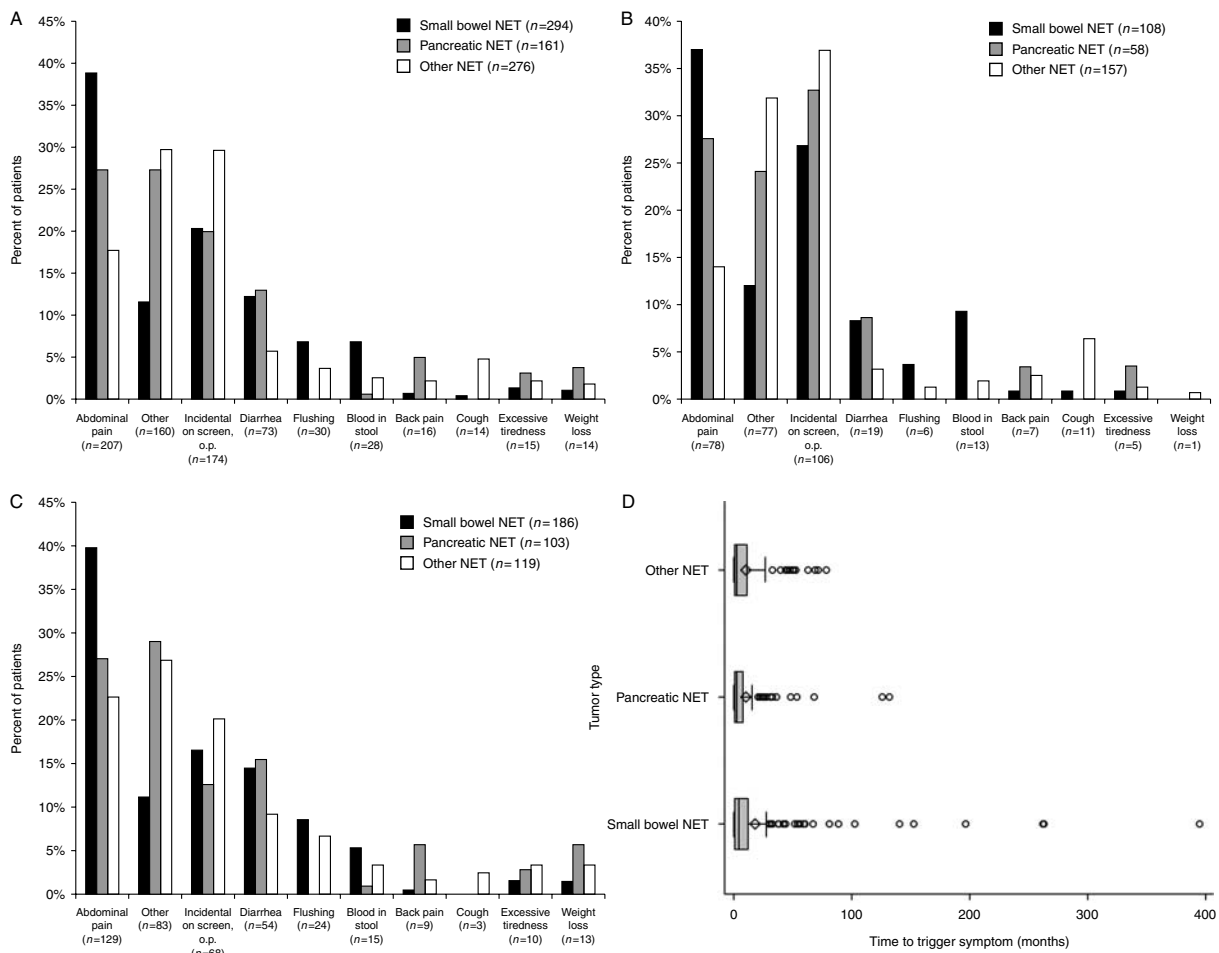 A
45%
40%
35%
30%
25%
20%
15%
10%
5%
0%
Percent of patients
Small bowel NET (n=294)
Pancreatic NET (n=161)
Other NET (n=276)
Abdominal
pain
(n=207)
Other
(n=160)
Incidental
on screen,
o.p.
(n=174)
Diarrhea
(n=73)
Flushing
(n=30)
Blood in
stool
(n=28)
Back pain
(n=16)
Cough
(n=14)
Excessive
tiredness
(n=15)
Weight
loss
(n=14)
B
40%
35%
30%
25%
20%
15%
10%
5%
0%
Percent of patients
Small bowel NET (n=108)
Pancreatic NET (n=58)
Other NET (n=157)
Abdominal
pain
(n=78)
Other
(n=77)
Incidental
on screen,
o.p.
(n=106)
Diarrhea
(n=19)
Flushing
(n=6)
Blood in
stool
(n=13)
Back pain
(n=7)
Cough
(n=11)
Excessive
tiredness
(n=5)
Weight
loss
(n=1)
C
45%
40%
35%
30%
25%
20%
15%
10%
5%
0%
Percent of patients
Small bowel NET (n=186)
Pancreatic NET (n=103)
Other NET (n=119)
Abdominal
pain
(n=129)
Other
(n=83)
Incidental
on screen,
o.p.
(n=68)
Diarrhea
(n=54)
Flushing
(n=24)
Blood in
stool
(n=15)
Back pain
(n=9)
Cough
(n=3)
Excessive
tiredness
(n=10)
Weight
loss
(n=13)
D
Tumor type
Other NET
Pancreatic NET
Small bowel NET
0
100
200
300
400
Time to trigger symptom (months)